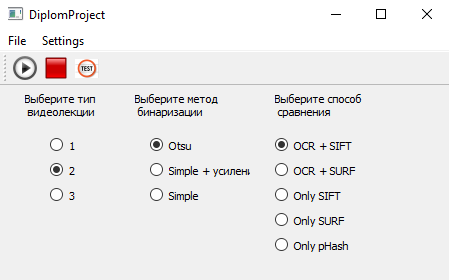 DiplomProject
File Settings
TEST
Выберите тип
видеолекции
1
2
3
Выберите метод
бинаризации
Otsu
Simple + усилени
Simple
Выберите способ
сравнения
OCR + SIFT
OCR + SURF
Only SIFT
Only SURF
Only pHash